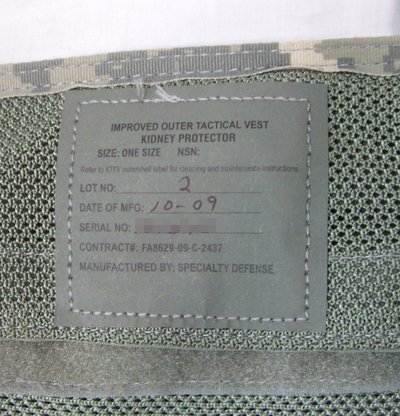 IMPROVED OUTER TACTICAL VEST
KIDNEY PROTECTOR
SIZE: ONE SIZE NSN:
Refer to IOTV outershell label for cleaning and maintenance instructions.
LOT NO: 2
DATE OF MFG: 10-09
SERIAL NO:
CONTRACT#: FA8629-09-C-2437
MANUFACTURED BY: SPECIALTY DEFENSE